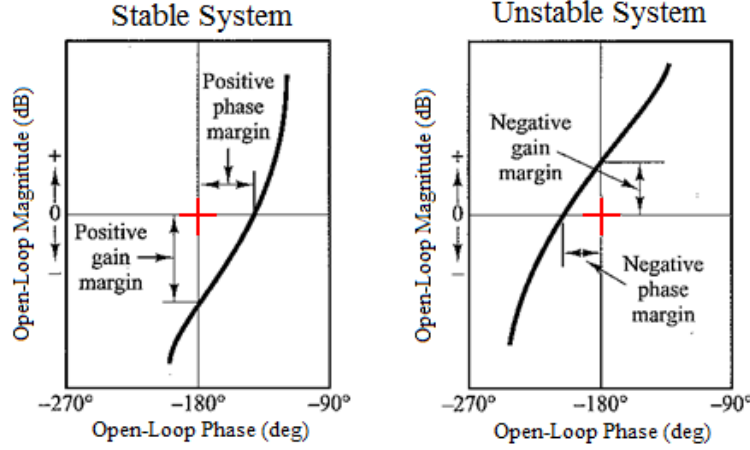 Stable System
Positive
phase
margin
Positive
gain
margin
Open-Loop Magnitude (dB)
+
0
−
−270°
−180°
−90°
Open-Loop Phase (deg)
Unstable System
Negative
gain
margin
Negative
phase
margin
Open-Loop Magnitude (dB)
+
0
−
−270°
−180°
−90°
Open-Loop Phase (deg)